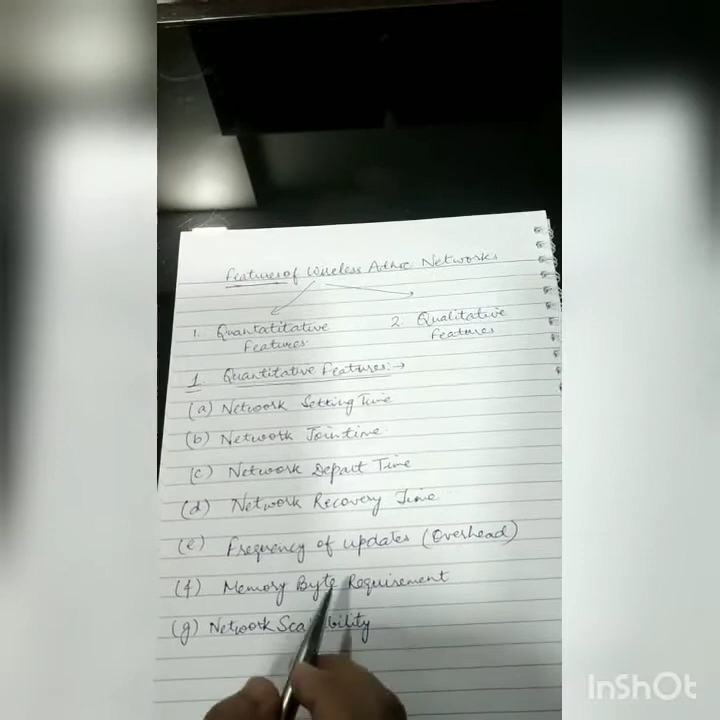 Features of Wireless Adhoc Networks
1. Quantatitative Features
2. Qualitative Features
1. Quantitative Features:→
(a) Network Setting Time
(b) Network Jointime
(c) Network Depart Time
(d) Network Recovery Time
(e) Frequency of updates (Overhead)
(f) Memory Byte Requirement
(g) Network Scalability
InShOt